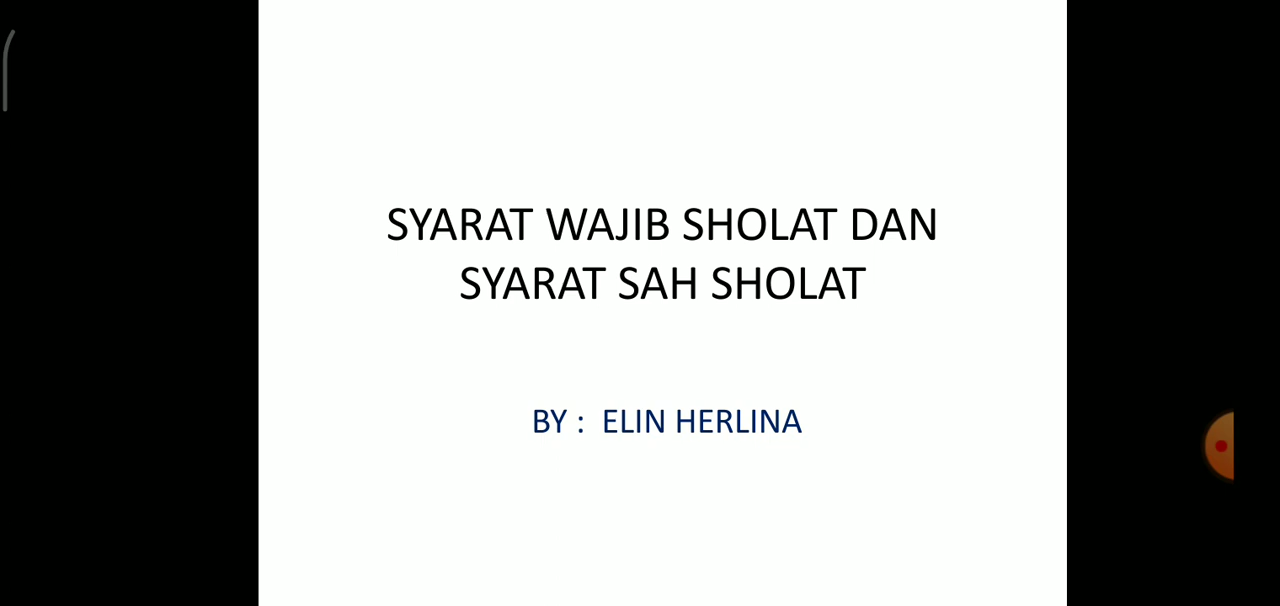 SYARAT WAJIB SHOLAT DAN
SYARAT SAH SHOLAT
BY : ELIN HERLINA